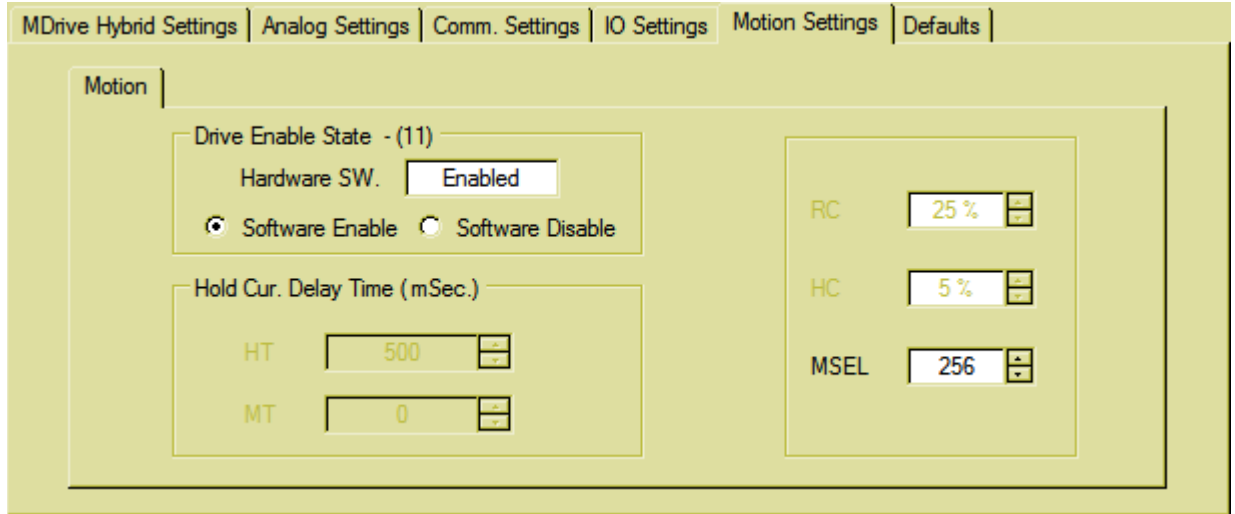 MDrive Hybrid Settings Analog Settings Comm. Settings IO Settings Motion Settings Defaults
Motion
Drive Enable State - (11)
Hardware SW. Enabled
Software Enable Software Disable
Hold Cur. Delay Time ( mSec.)
HT 500
MT 0
RC 25 %
HC 5 %
MSEL 256